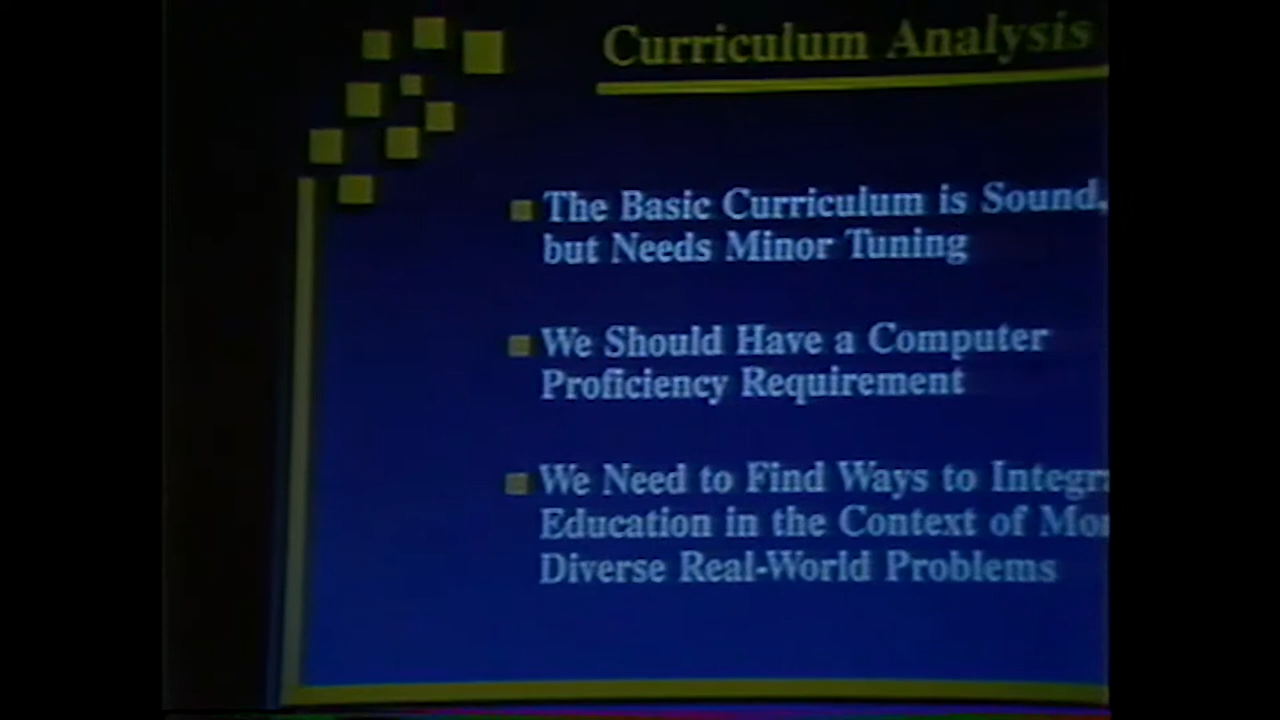 Curriculum Analysis
The Basic Curriculum is Sound,
but Needs Minor Tuning
We Should Have a Computer
Proficiency Requirement
We Need to Find Ways to
Education in the Context of
Diverse Real-World Problems